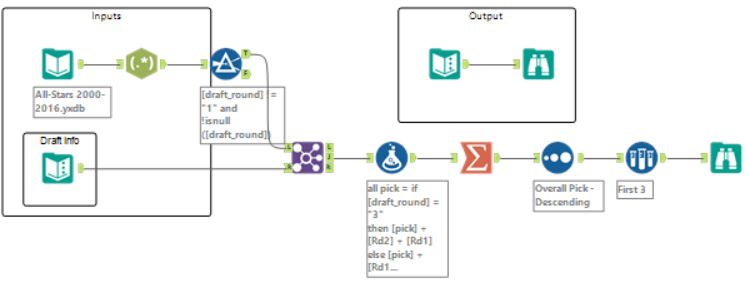 Inputs
Output
(.*)
T
F
All-Stars 2000-
2016.yxdb
[draft_round] !=
"1" and
!isnull
([draft_round])
Draft Info
L
R
L
J
R
all pick = if
[draft_round] =
"3"
then [pick] +
[Rd2] + [Rd1]
else [pick] +
[Rd1...
Overall Pick -
Descending
First 3